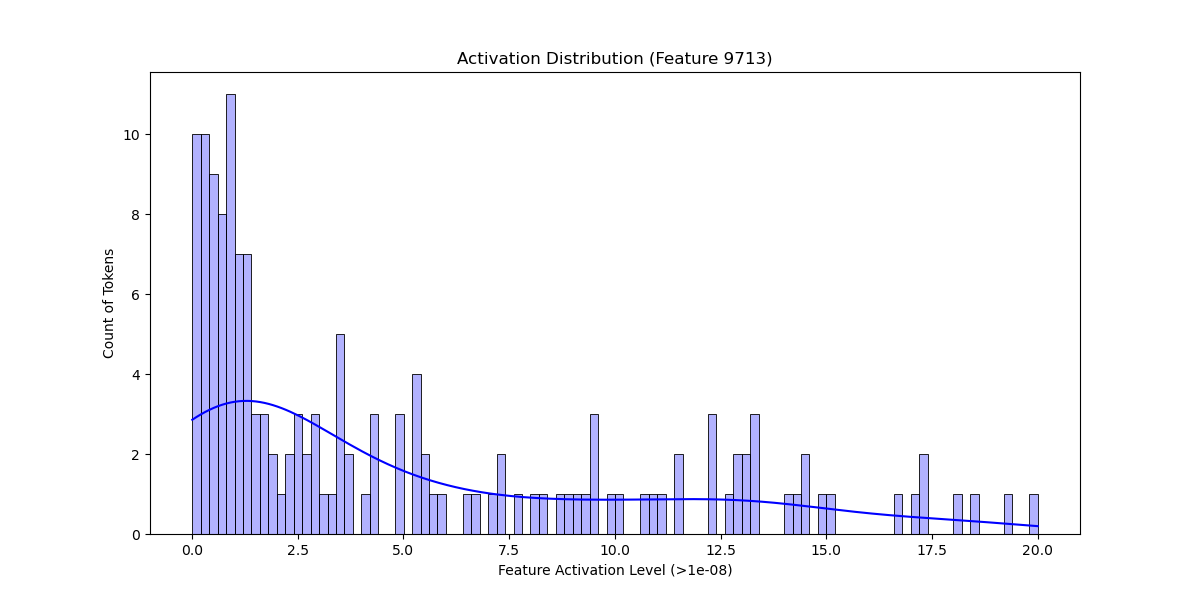 Activation Distribution (Feature 9713)
Count of Tokens
10
8
6
4
2
0
0.0 2.5 5.0 7.5 10.0 12.5 15.0 17.5 20.0
Feature Activation Level (>1e-08)